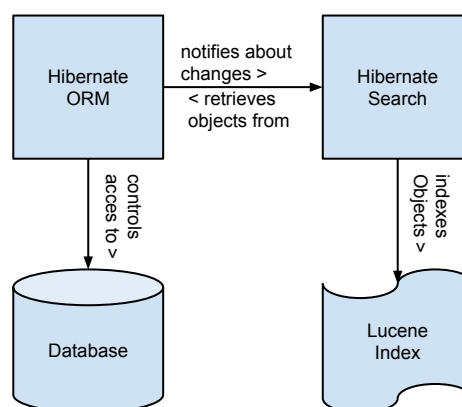 Hibernate
ORM
notifies about
changes >
< retrieves
objects from
Hibernate
Search
controls
acces to >
indexes
Objects >
Database
Lucene
Index